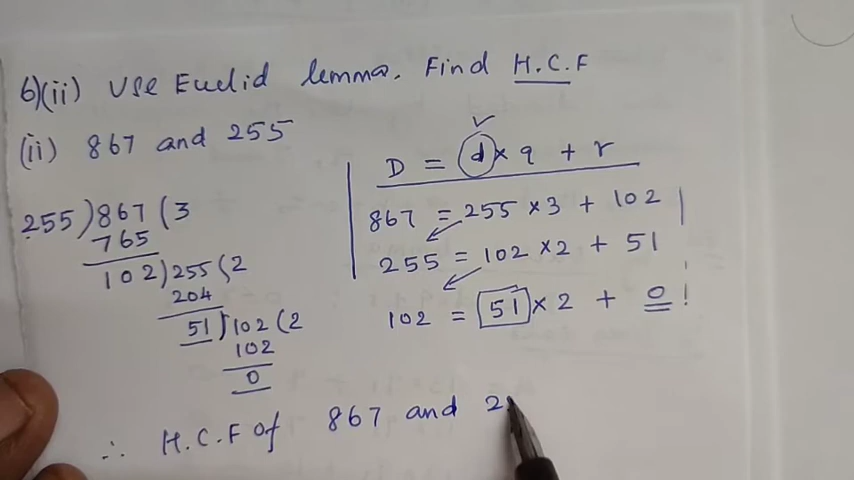 6)(ii) Use Euclid lemma. Find H.C.F
(ii) 867 and 255
255)867(3
765
102)255(2
204
51)102(2
102
0
D = d × q + r
867 = 255 × 3 + 102
255 = 102 × 2 + 51
102 = 51 × 2 + 0
∴ H.C.F of 867 and 2